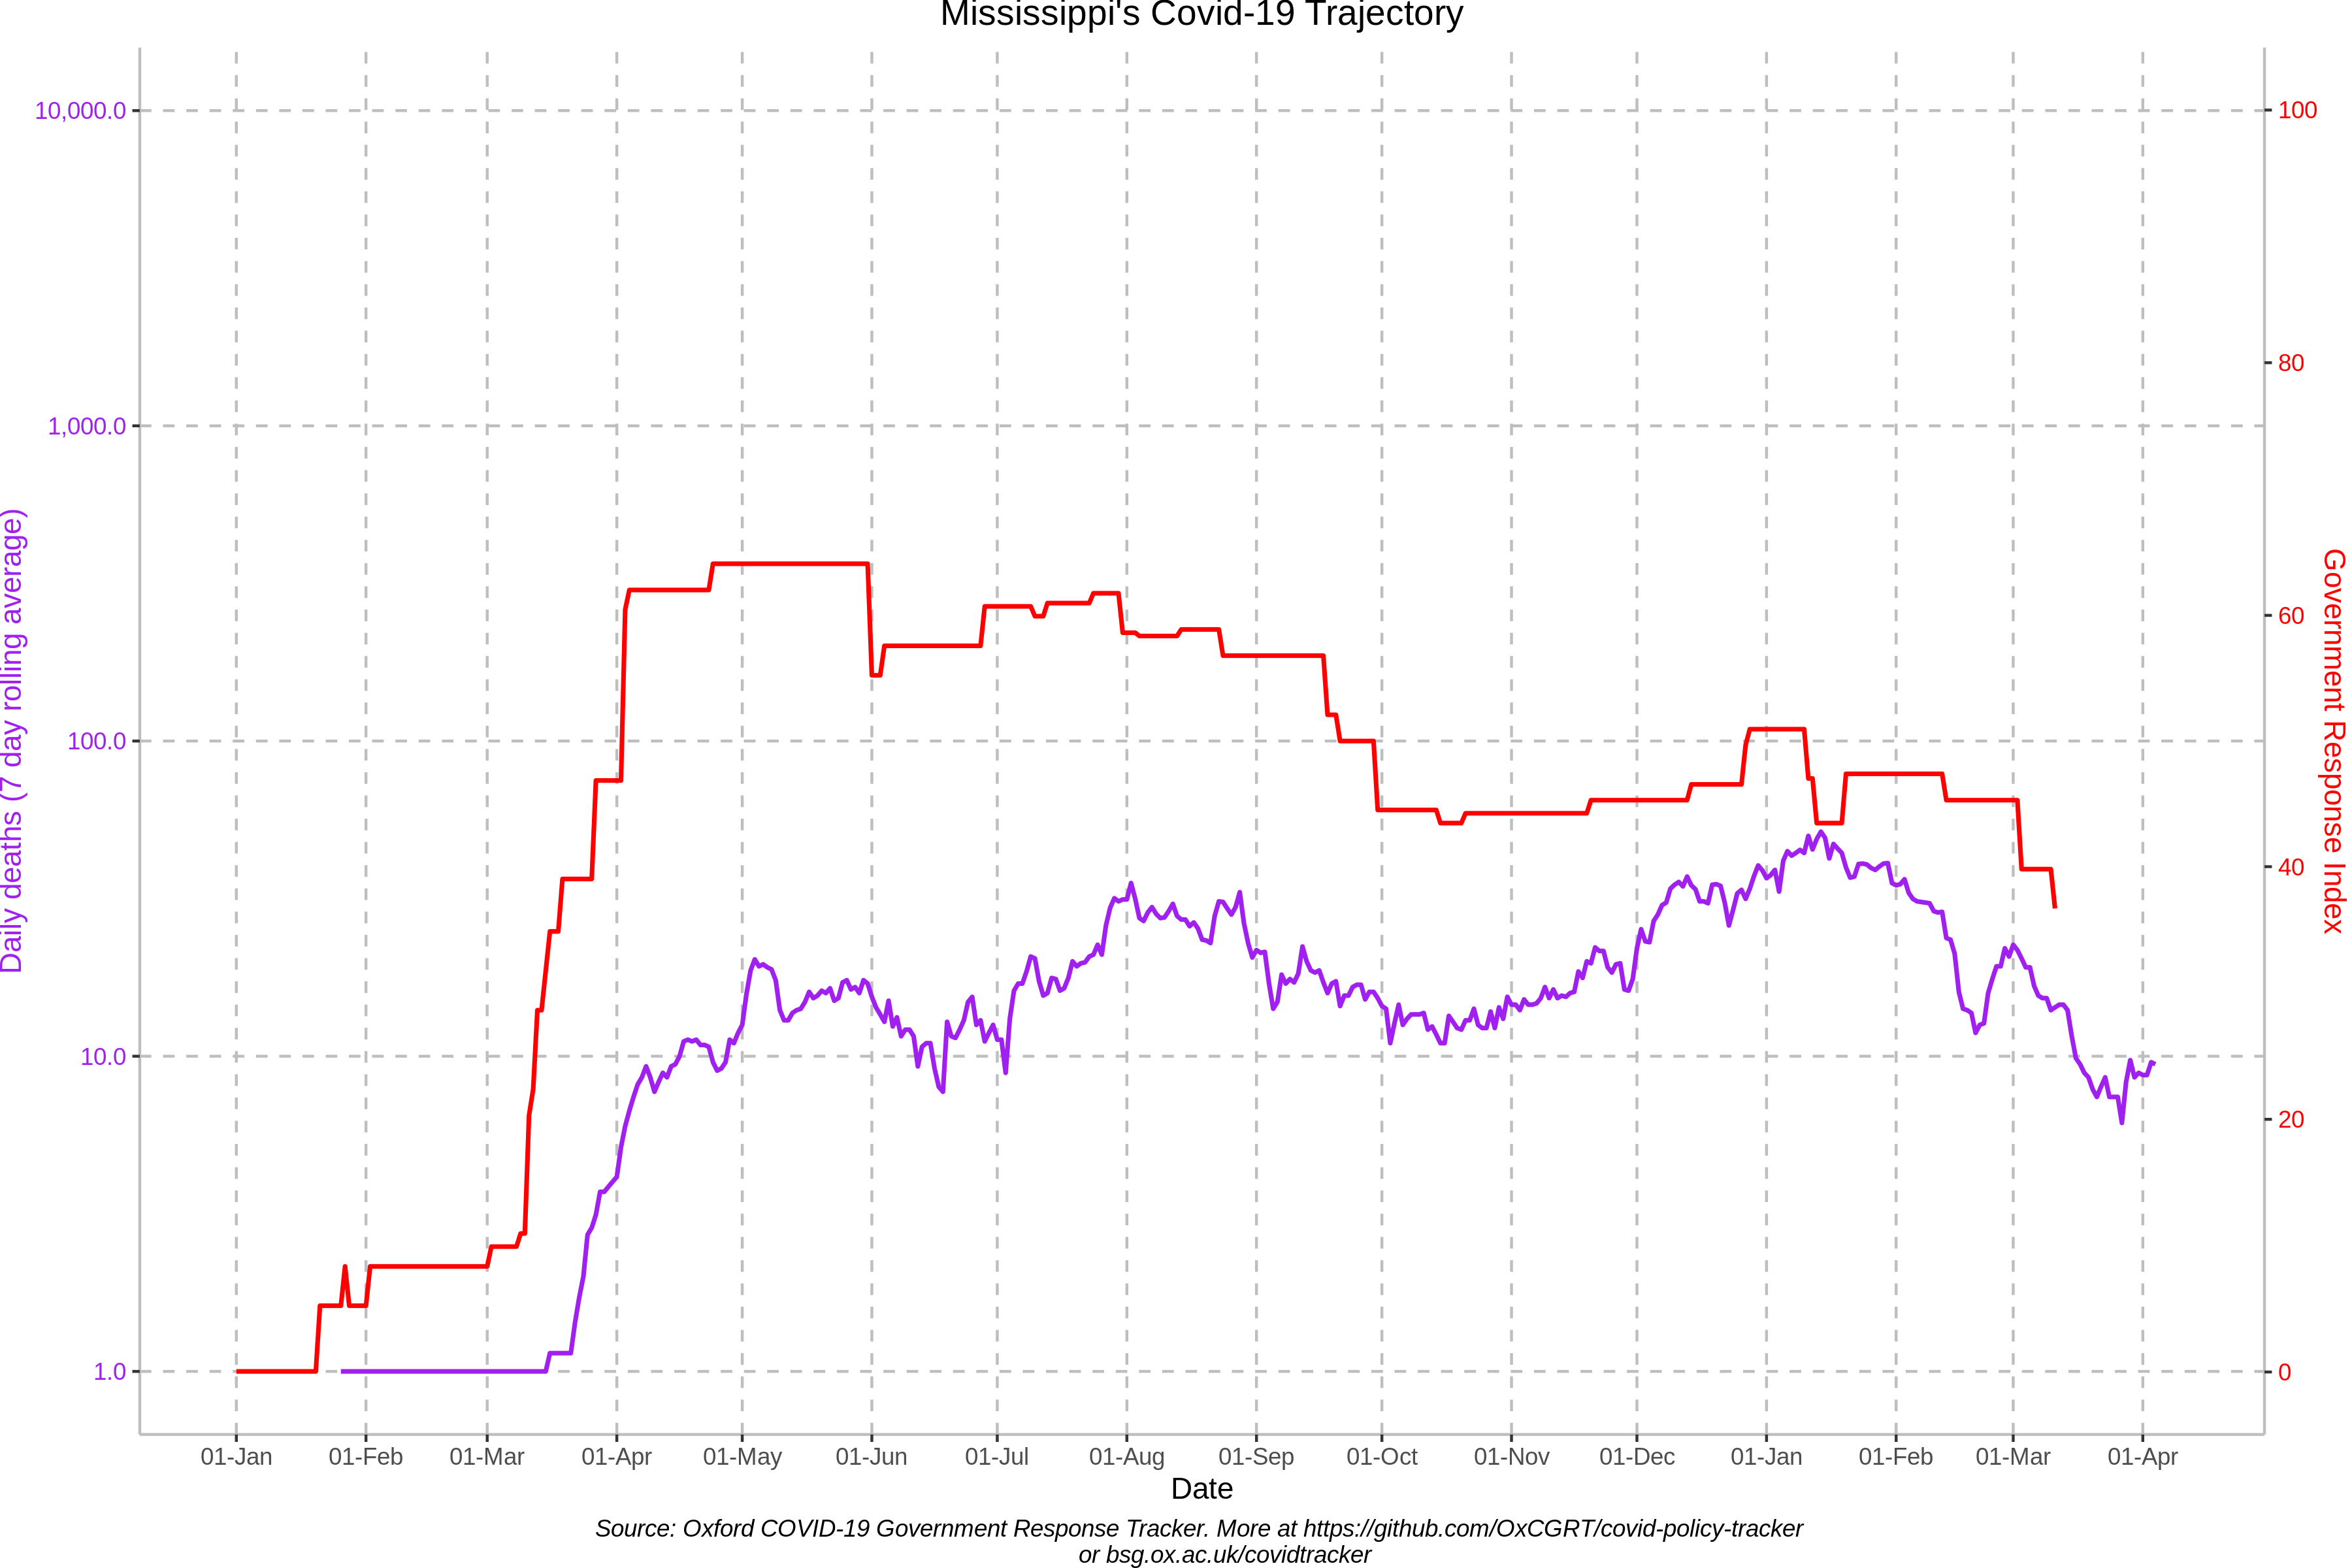 Mississippi's Covid-19 Trajectory
10,000.0
1,000.0
100.0
10.0
1.0
Daily deaths (7 day rolling average)
100
80
60
40
20
0
Government Response Index
01-Jan 01-Feb 01-Mar 01-Apr 01-May 01-Jun 01-Jul 01-Aug 01-Sep 01-Oct 01-Nov 01-Dec 01-Jan 01-Feb 01-Mar 01-Apr
Date
Source: Oxford COVID-19 Government Response Tracker. More at https://github.com/OxCGRT/covid-policy-tracker
or bsg.ox.ac.uk/covidtracker